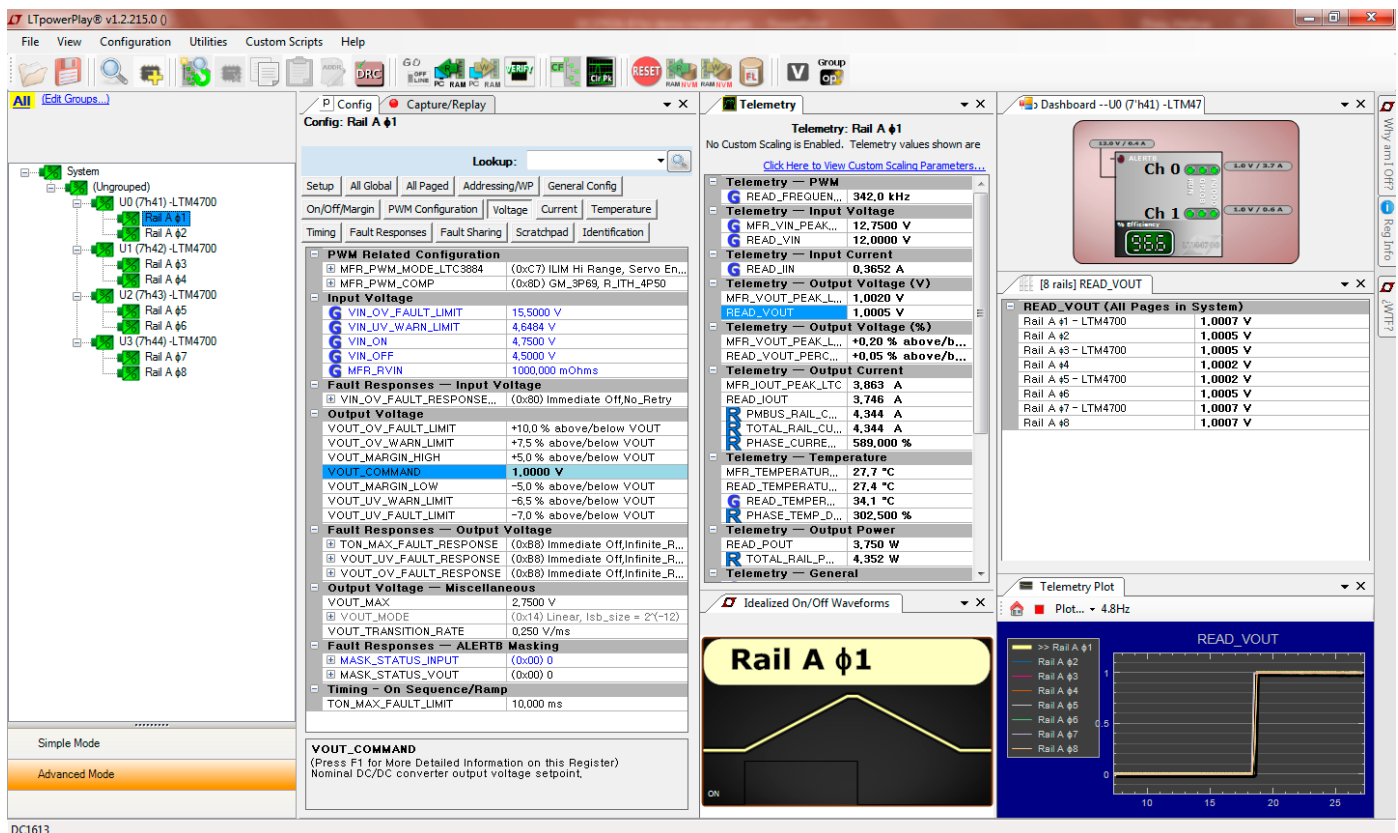 LTpowerPlay® v1.2.215.0 ()
File View Configuration Utilities Custom Scripts Help
All (Edit Groups...)
System
(Ungrouped)
U0 (7'h41) -LTM4700
Rail A ϕ1
Rail A ϕ2
U1 (7'h42) -LTM4700
Rail A ϕ3
Rail A ϕ4
U2 (7'h43) -LTM4700
Rail A ϕ5
Rail A ϕ6
U3 (7'h44) -LTM4700
Rail A ϕ7
Rail A ϕ8
Simple Mode
Advanced Mode
DC1613
Config Capture/Replay
Config: Rail A ϕ1
Lookup:
Setup All Global All Paged Addressing/WP General Config
On/Off/Margin PWM Configuration Voltage Current Temperature
Timing Fault Responses Fault Sharing Scratchpad Identification
PWM Related Configuration
MFR_PWM_MODE_LTC3884 (0xC7) ILIM Hi Range, Servo En...
MFR_PWM_COMP (0x8D) GM_3P69, R_ITH_4P50
Input Voltage
VIN_OV_FAULT_LIMIT 15,5000 V
VIN_UV_WARN_LIMIT 4,6484 V
VIN_ON 4,7500 V
VIN_OFF 4,5000 V
MFR_RVIN 1000,000 mOhms
Fault Responses — Input Voltage
VIN_OV_FAULT_RESPONSE... (0x80) Immediate Off,No_Retry
Output Voltage
VOUT_OV_FAULT_LIMIT +10,0 % above/below VOUT
VOUT_OV_WARN_LIMIT +7,5 % above/below VOUT
VOUT_MARGIN_HIGH +5,0 % above/below VOUT
VOUT_COMMAND 1,0000 V
VOUT_MARGIN_LOW -5,0 % above/below VOUT
VOUT_UV_WARN_LIMIT -6,5 % above/below VOUT
VOUT_UV_FAULT_LIMIT -7,0 % above/below VOUT
Fault Responses — Output Voltage
TON_MAX_FAULT_RESPONSE (0xB8) Immediate Off,Infinite_R...
VOUT_UV_FAULT_RESPONSE (0xB8) Immediate Off,Infinite_R...
VOUT_OV_FAULT_RESPONSE (0xB8) Immediate Off,Infinite_R...
Output Voltage — Miscellaneous
VOUT_MAX 2,7500 V
VOUT_MODE (0x14) Linear, lsb_size = 2^(-12)
VOUT_TRANSITION_RATE 0,250 V/ms
Fault Responses — ALERTB Masking
MASK_STATUS_INPUT (0x00) 0
MASK_STATUS_VOUT (0x00) 0
Timing - On Sequence/Ramp
TON_MAX_FAULT_LIMIT 10,000 ms
VOUT_COMMAND
(Press F1 for More Detailed Information on this Register)
Nominal DC/DC converter output voltage setpoint,
Telemetry
Telemetry: Rail A ϕ1
No Custom Scaling is Enabled. Telemetry values shown are
Click Here to View Custom Scaling Parameters...
Telemetry — PWM
READ_FREQUEN... 342,0 kHz
Telemetry — Input Voltage
MFR_VIN_PEAK... 12,7500 V
READ_VIN 12,0000 V
Telemetry — Input Current
READ_IIN 0,3652 A
Telemetry — Output Voltage (V)
MFR_VOUT_PEAK_L... 1,0020 V
READ_VOUT 1,0005 V
Telemetry — Output Voltage (%)
MFR_VOUT_PEAK_L... +0,20 % above/b...
READ_VOUT_PERC... +0,05 % above/b...
Telemetry — Output Current
MFR_IOUT_PEAK_LTC 3,863 A
READ_IOUT 3,746 A
PMBUS_RAIL_C... 4,344 A
TOTAL_RAIL_CU... 4,344 A
PHASE_CURRE... 589,000 %
Telemetry — Temperature
MFR_TEMPERATUR... 27,7 °C
READ_TEMPERATU... 27,4 °C
READ_TEMPER... 34,1 °C
PHASE_TEMP_D... 302,500 %
Telemetry — Output Power
READ_POUT 3,750 W
TOTAL_RAIL_P... 4,352 W
Telemetry — General
Idealized On/Off Waveforms
Rail A ϕ1
ON
Dashboard --U0 (7'h41) -LTM47
12.0 V / 0.4 A
ALERTB
Ch 0 1.0 V / 3.7 A
Ch 1 1.0 V / 0.6 A
% Efficiency
LTM4700
[8 rails] READ_VOUT
READ_VOUT (All Pages in System)
Rail A ϕ1 - LTM4700 1,0007 V
Rail A ϕ2 1,0005 V
Rail A ϕ3 - LTM4700 1,0005 V
Rail A ϕ4 1,0002 V
Rail A ϕ5 - LTM4700 1,0002 V
Rail A ϕ6 1,0005 V
Rail A ϕ7 - LTM4700 1,0007 V
Rail A ϕ8 1,0007 V
Telemetry Plot
Plot... 4.8Hz
READ_VOUT
>> Rail A ϕ1
Rail A ϕ2
Rail A ϕ3
Rail A ϕ4
Rail A ϕ5
Rail A ϕ6
Rail A ϕ7
Rail A ϕ8
1
0.5
0
10 15 20 25
Why am I Off?
Reg Info
¿WTF?